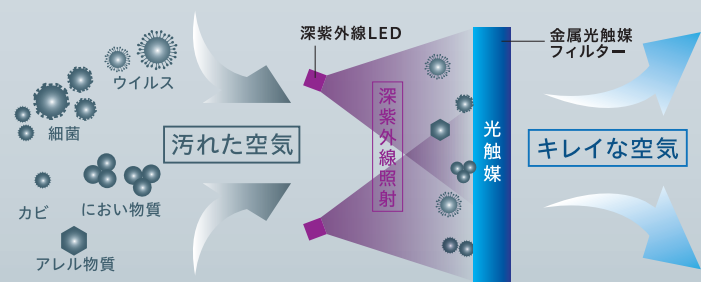 ウイルス
細菌
カビ
におい物質
アレル物質
汚れた空気
深紫外線LED
深紫外線照射
光触媒
金属光触媒
フィルター
キレイな空気